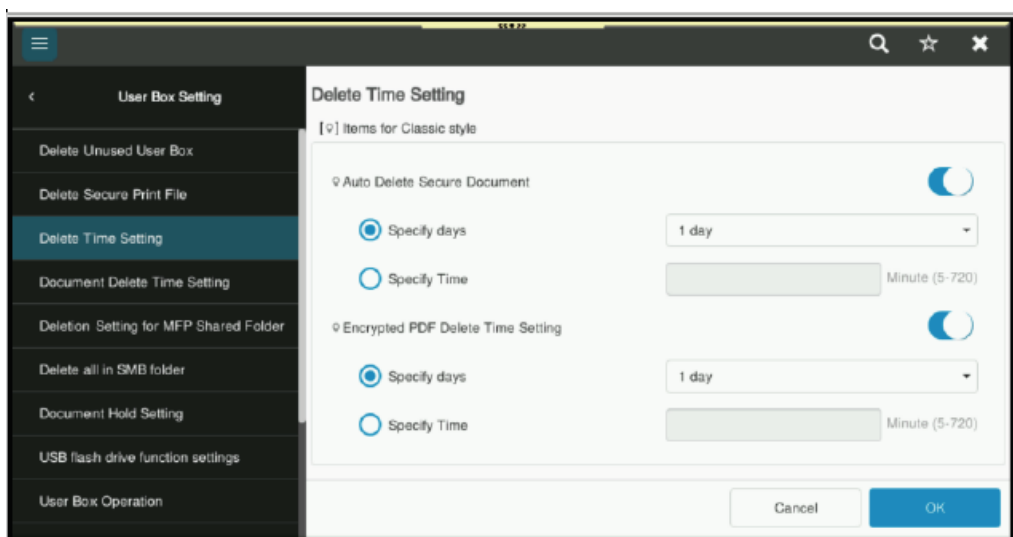 User Box Setting
Delete Unused User Box
Delete Secure Print File
Delete Time Setting
Document Delete Time Setting
Deletion Setting for MFP Shared Folder
Delete all in SMB folder
Document Hold Setting
USB flash drive function settings
User Box Operation
Delete Time Setting
[♀] Items for Classic style
♀ Auto Delete Secure Document
Specify days 1 day
Specify Time Minute (5-720)
♀ Encrypted PDF Delete Time Setting
Specify days 1 day
Specify Time Minute (5-720)
Cancel OK